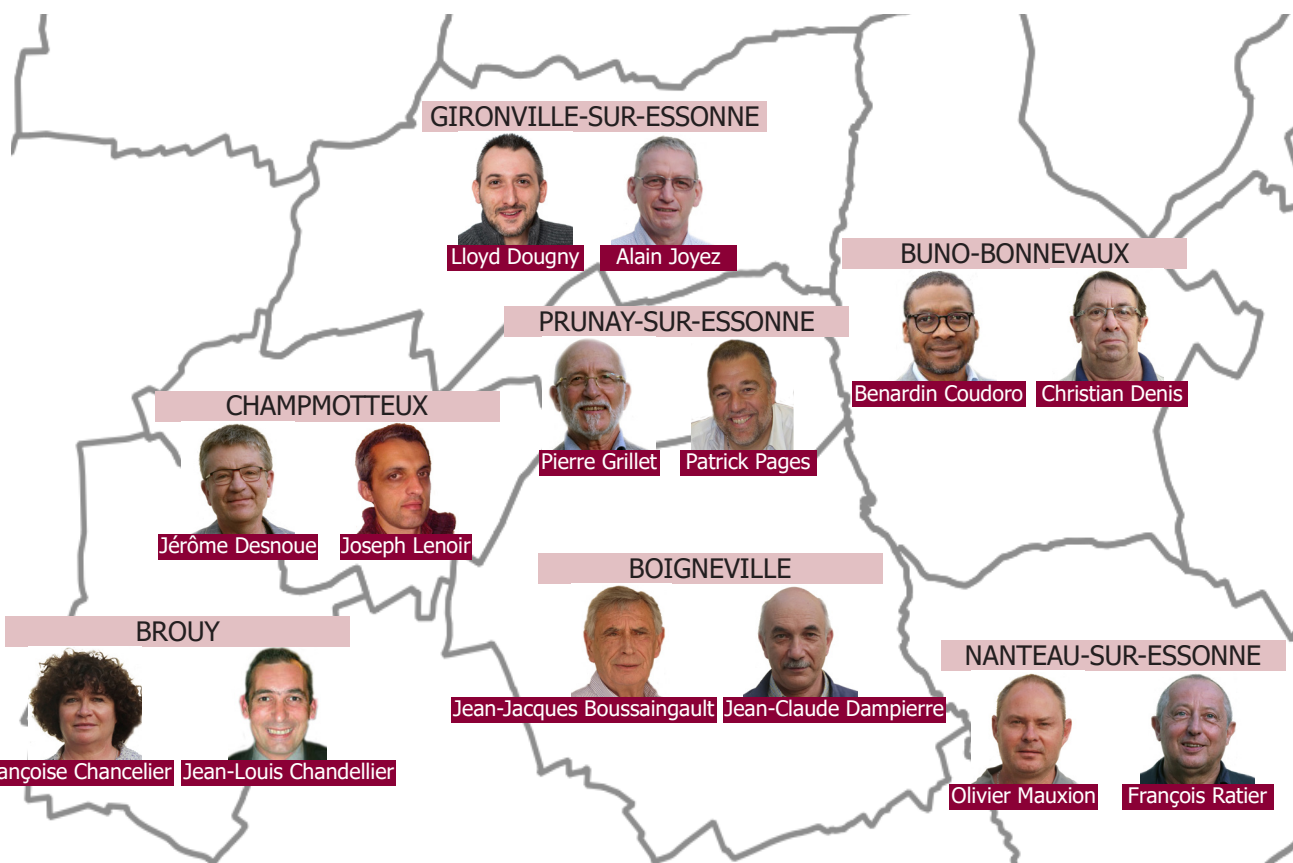 GIRONVILLE-SUR-ESSONNE
Lloyd Dougny
Alain Joyez
BUNO-BONNEVAUX
Benardin Coudoro
Christian Denis
PRUNAY-SUR-ESSONNE
Pierre Grillet
Patrick Pages
CHAMPMOTTEUX
Jérôme Desnoue
Joseph Lenoir
BOIGNEVILLE
Jean-Jacques Boussaingault
Jean-Claude Dampierre
BROUY
ançoise Chancelier
Jean-Louis Chandellier
NANTEAU-SUR-ESSONNE
Olivier Mauxion
François Ratier